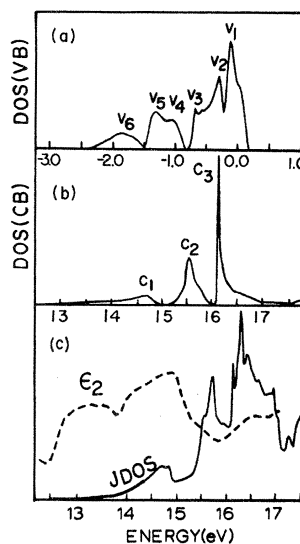 (a)
DOS(VB)
V1
V2
V3
V4
V5
V6
-3.0 -2.0 -1.0 0.0 1.0
(b)
DOS(CB)
C1
C2
C3
13 14 15 16 17
(c)
ϵ2
JDOS
13 14 15 16 17
ENERGY(eV)